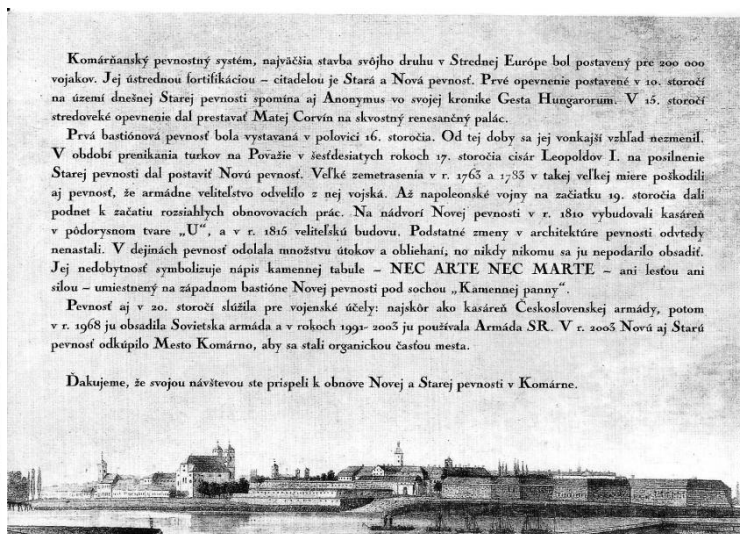 Komárňanský pevnostný systém, najväčšia stavba svôjho druhu v Strednej Európe bol postavený pre 200 000
vojakov. Jej ústrednou fortifikáciou – citadelou je Stará a Nová pevnosť. Prvé opevnenie postavené v 10. storočí
na území dnešnej Starej pevnosti spomína aj Anonymus vo svojej kronike Gesta Hungarorum. V 15. storočí
stredoveké opevnenie dal prestavať Matej Corvín na skvostný renesančný palác.
Prvá bastiónová pevnosť bola vystavaná v polovici 16. storočia. Od tej doby sa jej vonkajší vzhľad nezmenil.
V období prenikania turkov na Považie v šesťdesiatych rokoch 17. storočia cisár Leopoldov I. na posilnenie
Starej pevnosti dal postaviť Novú pevnosť. Veľké zemetrasenia v r. 1763 a 1783 v takej veľkej miere poškodili
aj pevnosť, že armádne veliteľstvo odvelilo z nej vojská. Až napoleonské vojny na začiatku 19. storočia dali
podnet k začatiu rozsiahlych obnovovacích prác. Na nádvorí Novej pevnosti v r. 1810 vybudovali kasáreň
v pôdorysnom tvare „U“, a v r. 1815 veliteľskú budovu. Podstatné zmeny v architektúre pevnosti odvtedy
nenastali. V dejinách pevnosť odolala množstvu útokov a obliehaní, no nikdy nikomu sa ju nepodarilo obsadiť.
Jej nedobytnosť symbolizuje nápis kamennej tabule – NEC ARTE NEC MARTE – ani lesťou ani
silou – umiestnený na západnom bastióne Novej pevnosti pod sochou „Kamennej panny“.
Pevnosť aj v 20. storočí slúžila pre vojenské účely: najskôr ako kasáreň Československej armády, potom
v r. 1968 ju obsadila Sovietska armáda a v rokoch 1991- 2003 ju používala Armáda SR. V r. 2003 Novú aj Starú
pevnosť odkúpilo Mesto Komárno, aby sa stali organickou časťou mesta.
Ďakujeme, že svojou návštevou ste prispeli k obnove Novej a Starej pevnosti v Komárne.